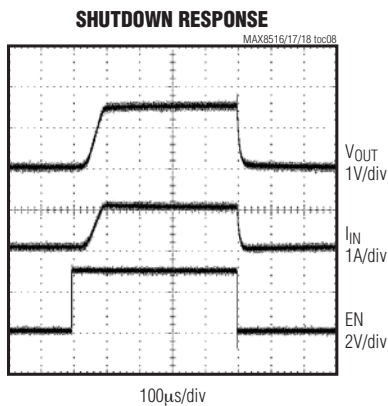 SHUTDOWN RESPONSE
MAX8516/17/18 toc08
VOUT
1V/div
IIN
1A/div
EN
2V/div
100μs/div